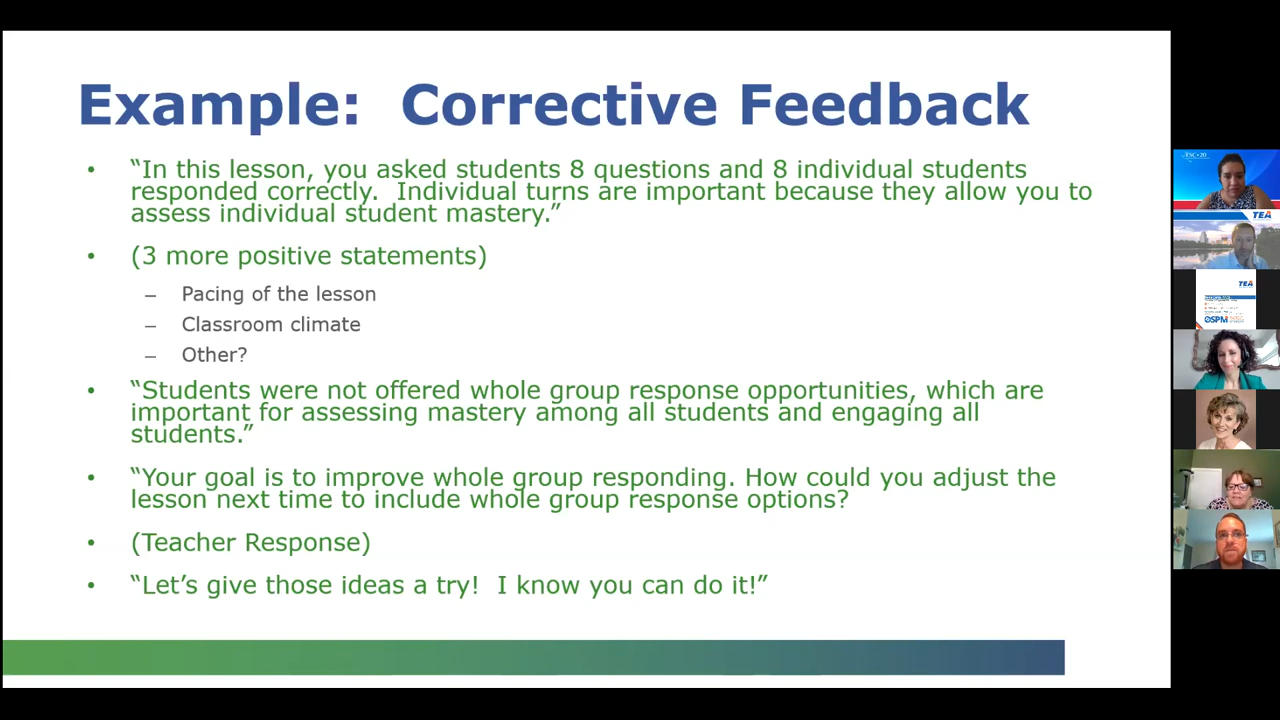 Example:  Corrective Feedback
• “In this lesson, you asked students 8 questions and 8 individual students
responded correctly.  Individual turns are important because they allow you to
assess individual student mastery.”
• (3 more positive statements)
– Pacing of the lesson
– Classroom climate
– Other?
• “Students were not offered whole group response opportunities, which are
important for assessing mastery among all students and engaging all
students.”
• “Your goal is to improve whole group responding. How could you adjust the
lesson next time to include whole group response options?
• (Teacher Response)
• “Let’s give those ideas a try!  I know you can do it!”
TEA
TEA
OSPM